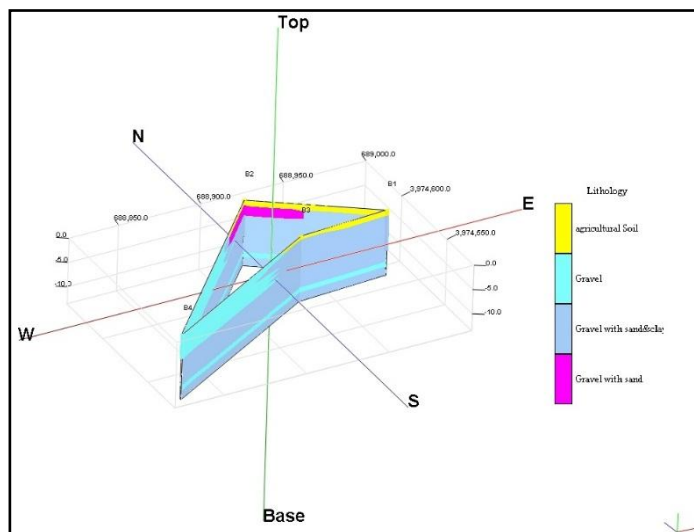 Top
N
689,000.0
B2
688,950.0
B1
688,900.0
3,974,600.0
688,850.0
B3
E
3,974,550.0
0.0
-5.0
-10.0
0.0
-5.0
-10.0
B4
W
S
Base
Lithology
agricultural Soil
Gravel
Gravel with sand&clay
Gravel with sand